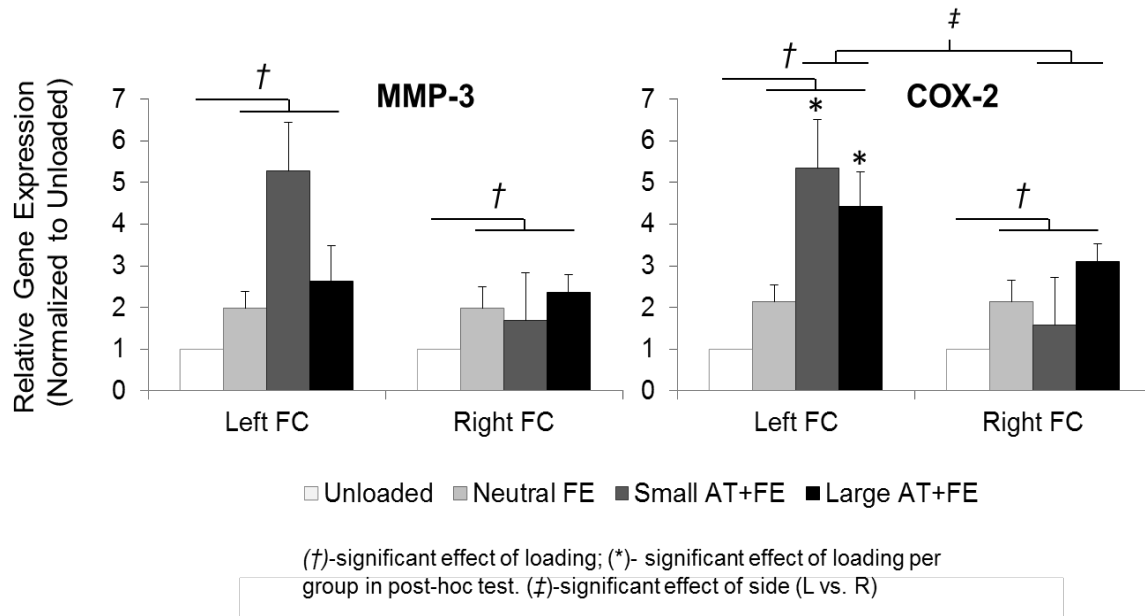 ‡
† †
MMP-3 COX-2
Relative Gene Expression
(Normalized to Unloaded)
7 7
* 
6 6
*
5 5
† †
4 4
3 3
2 2
1 1
0 0
Left FC Right FC Left FC Right FC
Unloaded Neutral FE Small AT+FE Large AT+FE
(†)-significant effect of loading; (*)- significant effect of loading per
group in post-hoc test. (‡)-significant effect of side (L vs. R)